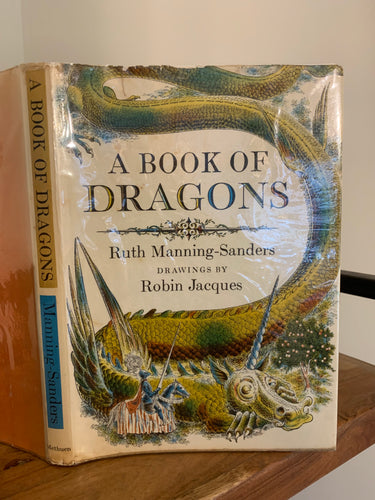 A BOOK OF
DRAGONS
Ruth Manning-Sanders
DRAWINGS BY
Robin Jacques
A BOOK OF DRAGONS
Manning-Sanders
Methuen